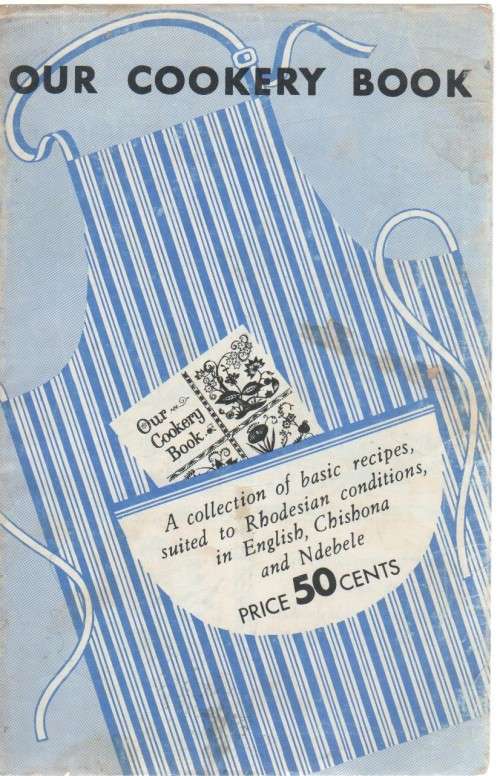 OUR COOKERY BOOK
Our
Cookery
Book.
A collection of basic recipes,
suited to Rhodesian conditions,
in English, Chishona
and Ndebele
PRICE 50 CENTS